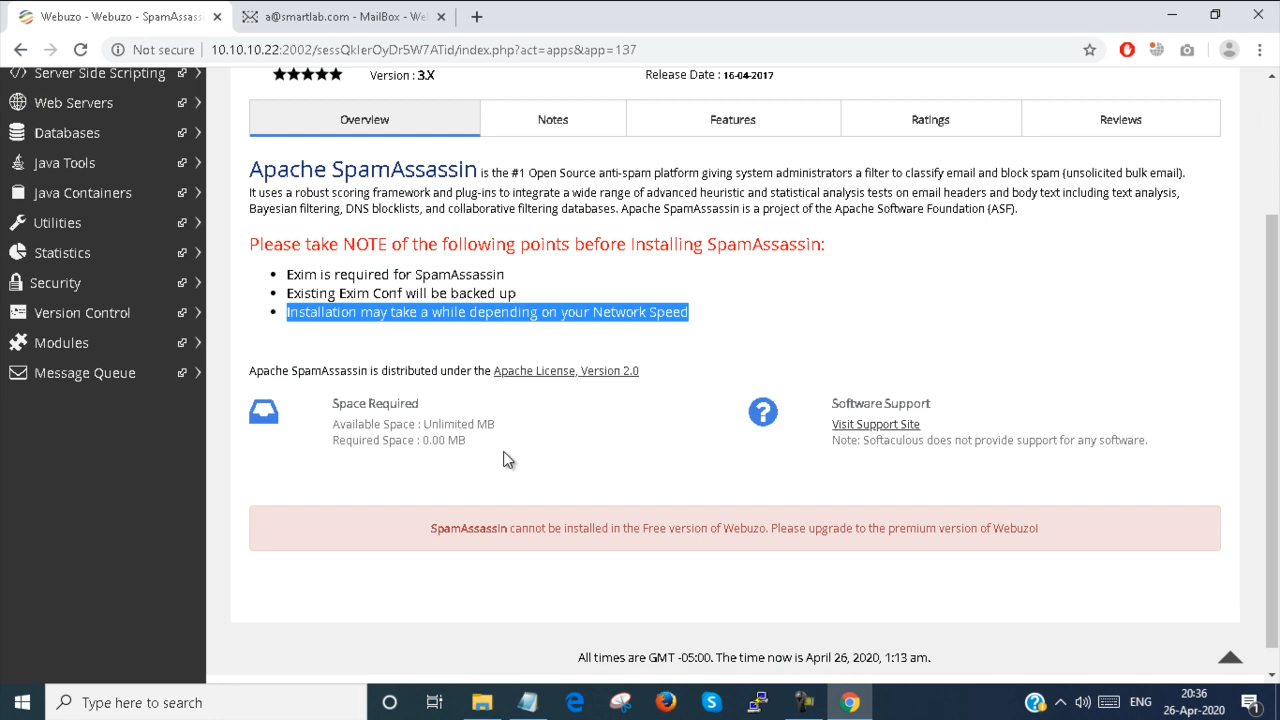 Webuzo - Webuzo - SpamAssass
a@smartlab.com - MailBox - We
Not secure 10.10.10.22:2002/sessQkIerOyDr5W7ATid/index.php?act=apps&app=137
Server Side Scripting
Web Servers
Databases
Java Tools
Java Containers
Utilities
Statistics
Security
Version Control
Modules
Message Queue
Version : 3.X
Release Date : 16-04-2017
Overview
Notes
Features
Ratings
Reviews
Apache SpamAssassin is the #1 Open Source anti-spam platform giving system administrators a filter to classify email and block spam (unsolicited bulk email).
It uses a robust scoring framework and plug-ins to integrate a wide range of advanced heuristic and statistical analysis tests on email headers and body text including text analysis,
Bayesian filtering, DNS blocklists, and collaborative filtering databases. Apache SpamAssassin is a project of the Apache Software Foundation (ASF).
Please take NOTE of the following points before Installing SpamAssassin:
• Exim is required for SpamAssassin
• Existing Exim Conf will be backed up
• Installation may take a while depending on your Network Speed
Apache SpamAssassin is distributed under the Apache License, Version 2.0
Space Required
Available Space : Unlimited MB
Required Space : 0.00 MB
Software Support
Visit Support Site
Note: Softaculous does not provide support for any software.
SpamAssassin cannot be installed in the Free version of Webuzo. Please upgrade to the premium version of Webuzo!
All times are GMT -05:00. The time now is April 26, 2020, 1:13 am.
Type here to search
ENG
20:36
26-Apr-2020